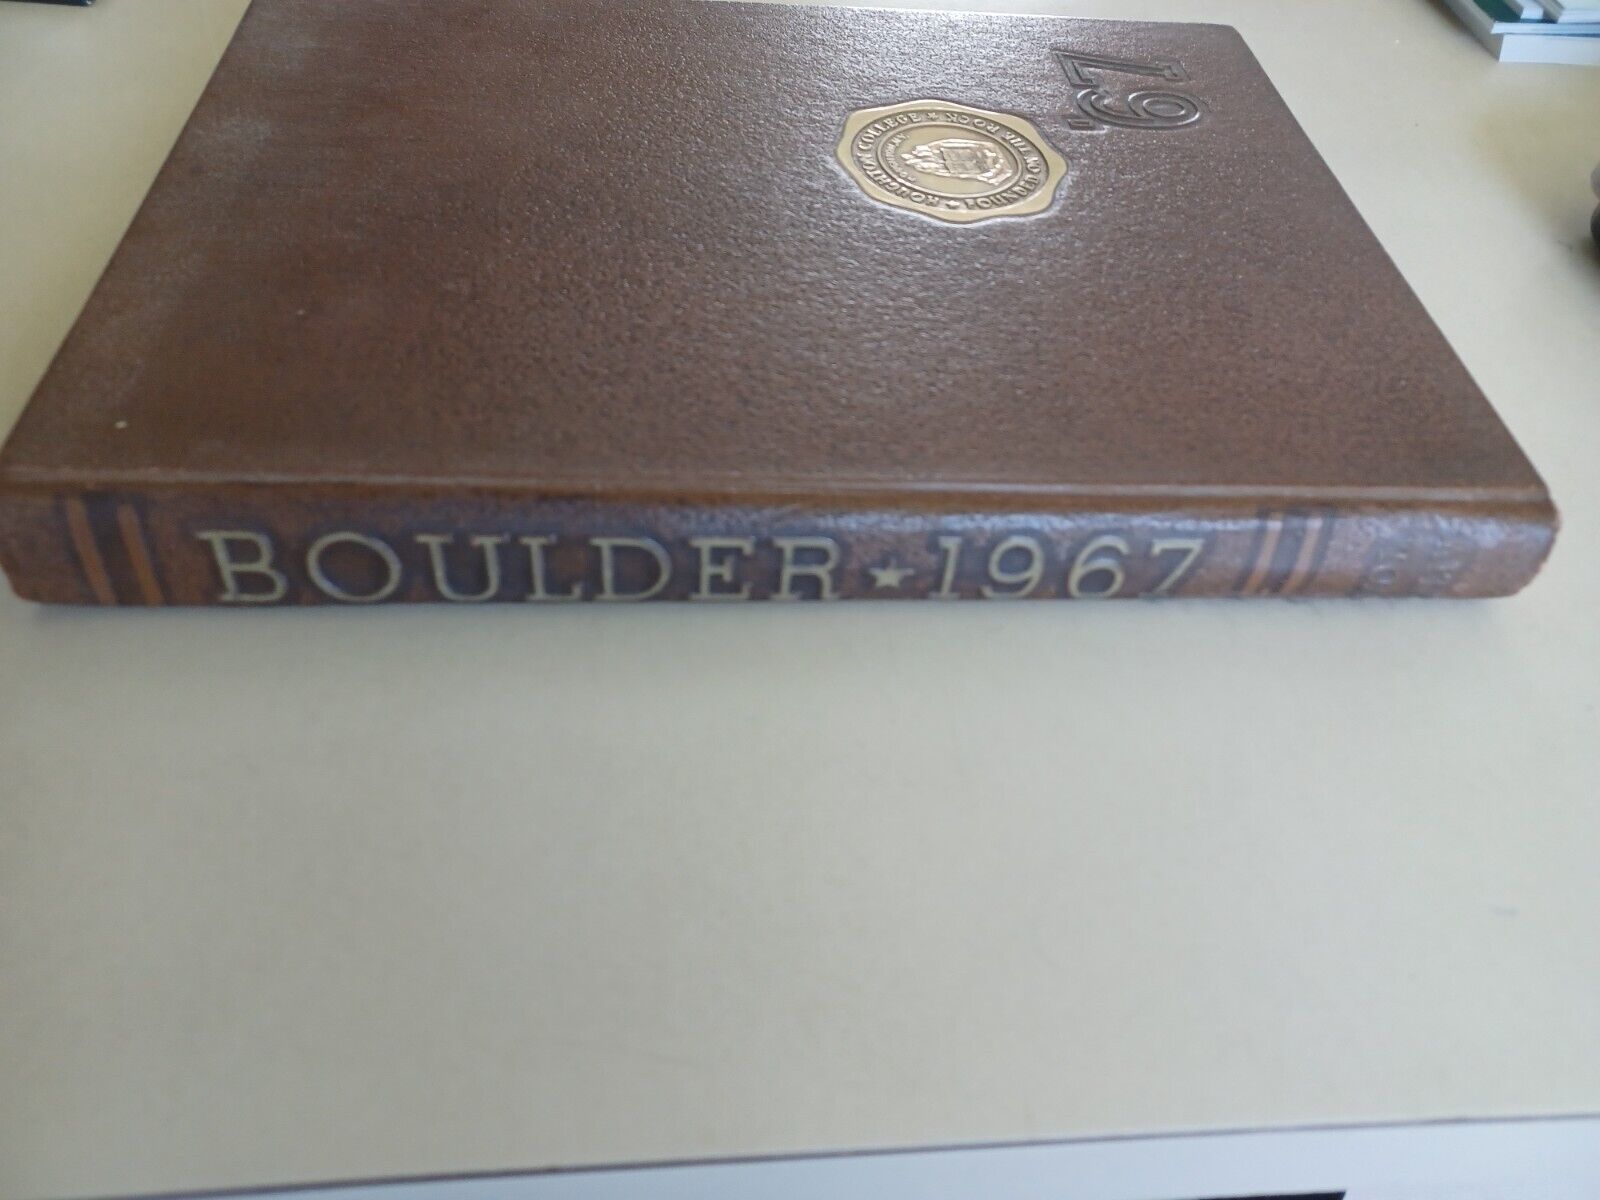 '67
HOUGHTON COLLEGE ★ FOUNDED ON THE ROCK ★
BOULDER ★ 1967